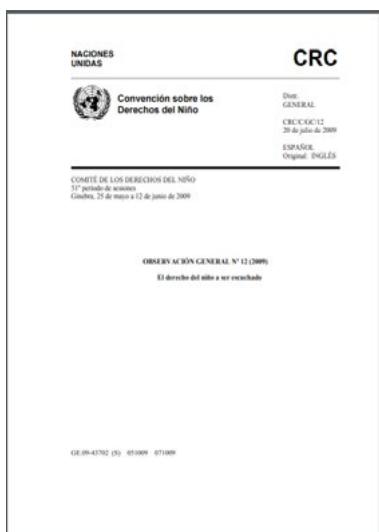 NACIONES
UNIDAS
CRC
Convención sobre los
Derechos del Niño
Distr.
GENERAL
CRC/C/GC/12
20 de julio de 2009
ESPAÑOL
Original: INGLÉS
COMITÉ DE LOS DERECHOS DEL NIÑO
51º período de sesiones
Ginebra, 25 de mayo a 12 de junio de 2009
OBSERVACIÓN GENERAL Nº 12 (2009)
El derecho del niño a ser escuchado
GE.09-43702 (S) 051009 071009